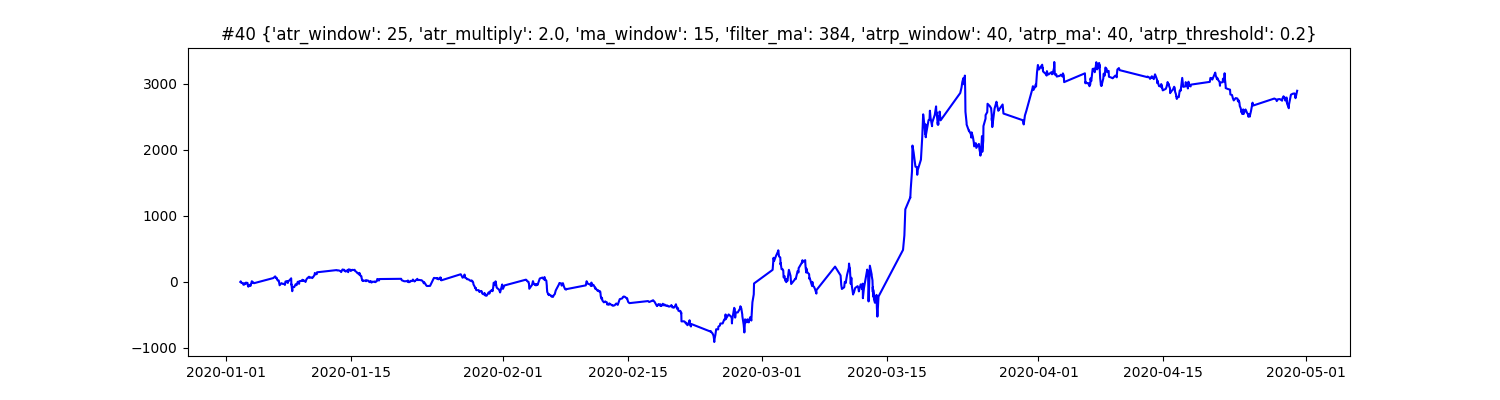 #40 {'atr_window': 25, 'atr_multiply': 2.0, 'ma_window': 15, 'filter_ma': 384, 'atrp_window': 40, 'atrp_ma': 40, 'atrp_threshold': 0.2}
3000
2000
1000
0
−1000
2020-01-01 2020-01-15 2020-02-01 2020-02-15 2020-03-01 2020-03-15 2020-04-01 2020-04-15 2020-05-01